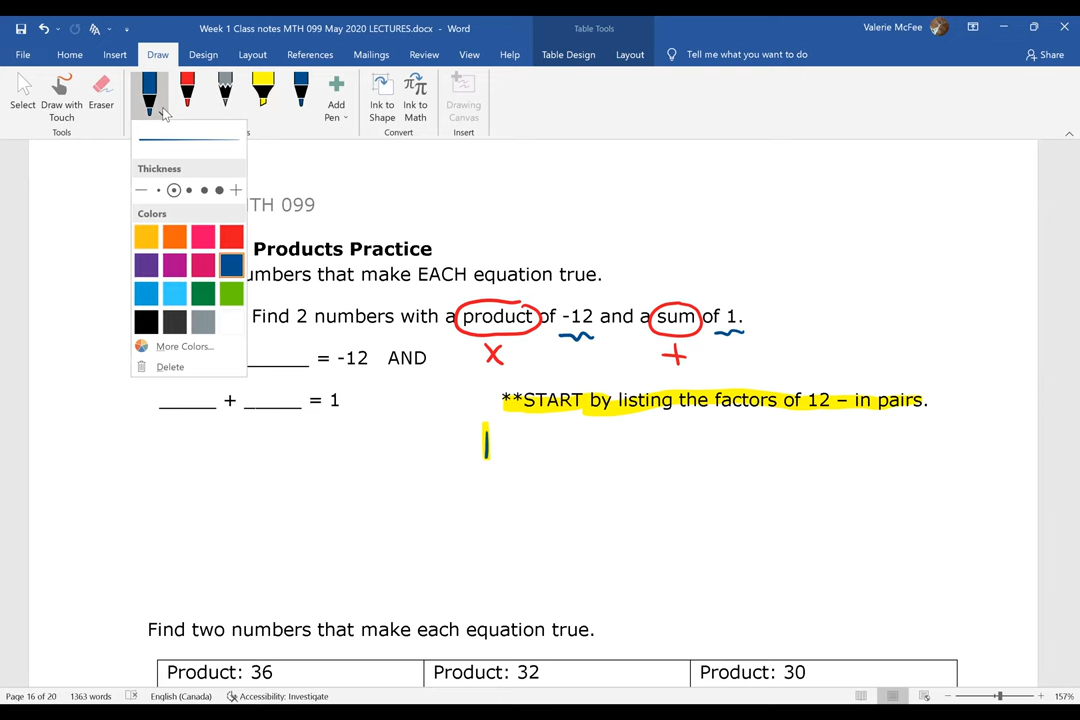 Week 1 Class notes MTH 099 May 2020 LECTURES.docx - Word
Table Tools
Valerie McFee
File Home Insert Draw Design Layout References Mailings Review View Help Table Design Layout Tell me what you want to do Share
Select Draw with Touch Eraser Add Pen Ink to Shape Ink to Math Drawing Canvas
Tools Convert Insert
Thickness
Colors
More Colors...
Delete
TH 099
Products Practice
umbers that make EACH equation true.
Find 2 numbers with a product of -12 and a sum of 1.
x +
______ = -12 AND
_____ + _____ = 1 **START by listing the factors of 12 – in pairs.
1
Find two numbers that make each equation true.
Product: 36 Product: 32 Product: 30
Page 16 of 20 1363 words English (Canada) Accessibility: Investigate 157%